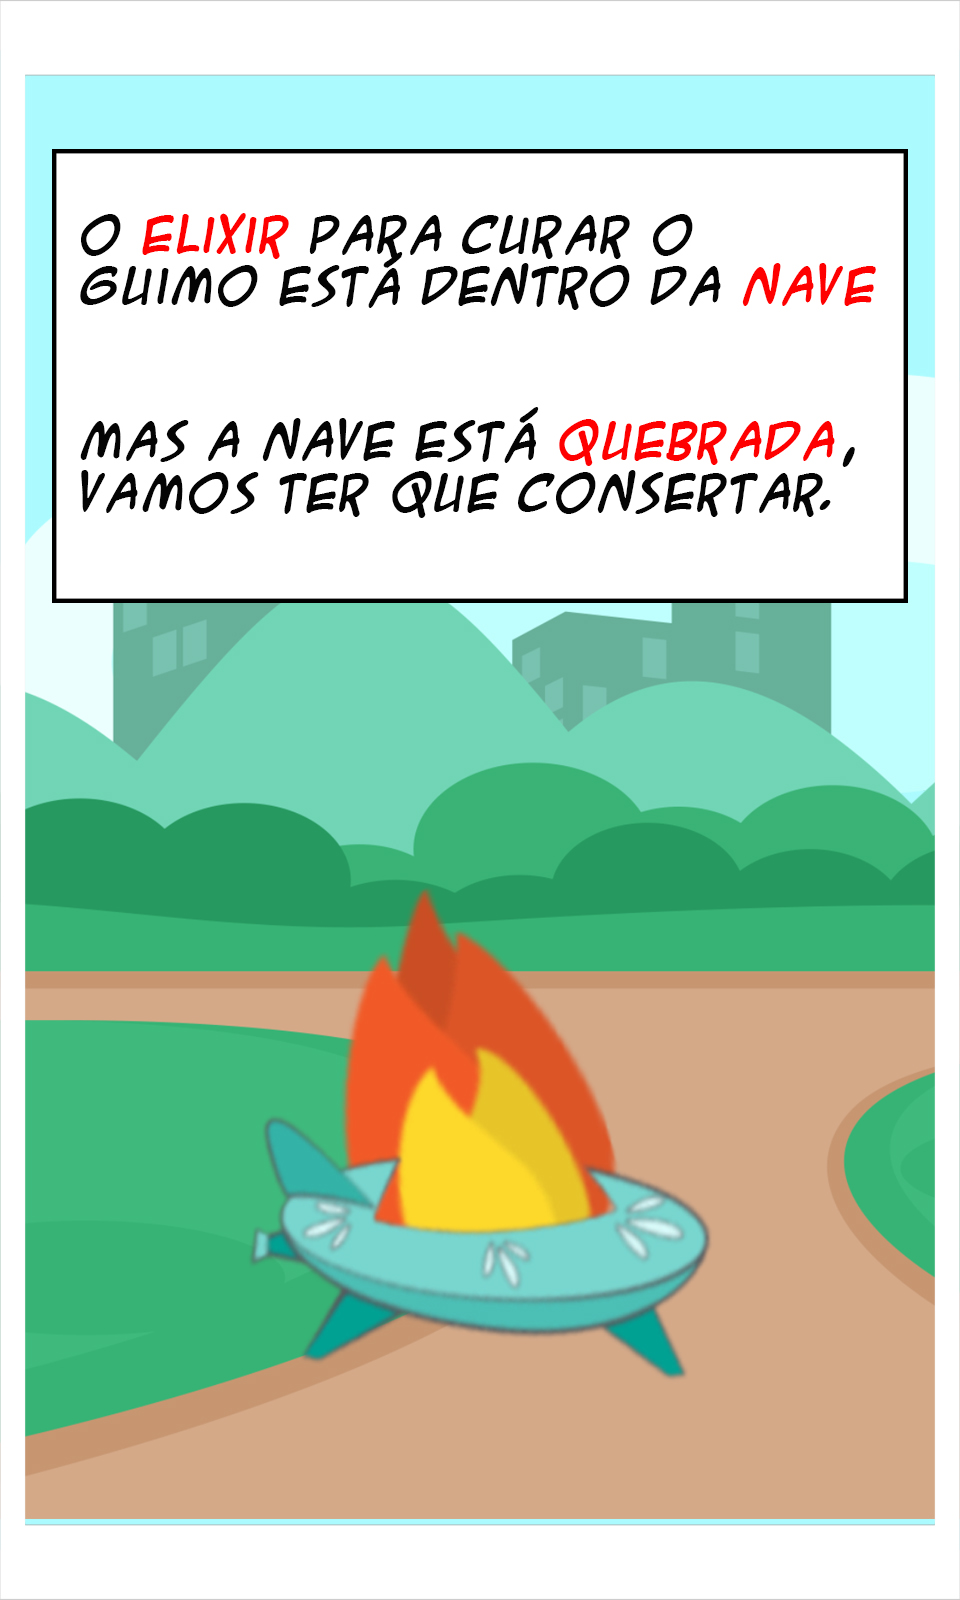 O ELIXIR PARA CURAR O
GUIMO ESTÁ DENTRO DA NAVE
MAS A NAVE ESTÁ QUEBRADA,
VAMOS TER QUE CONSERTAR.